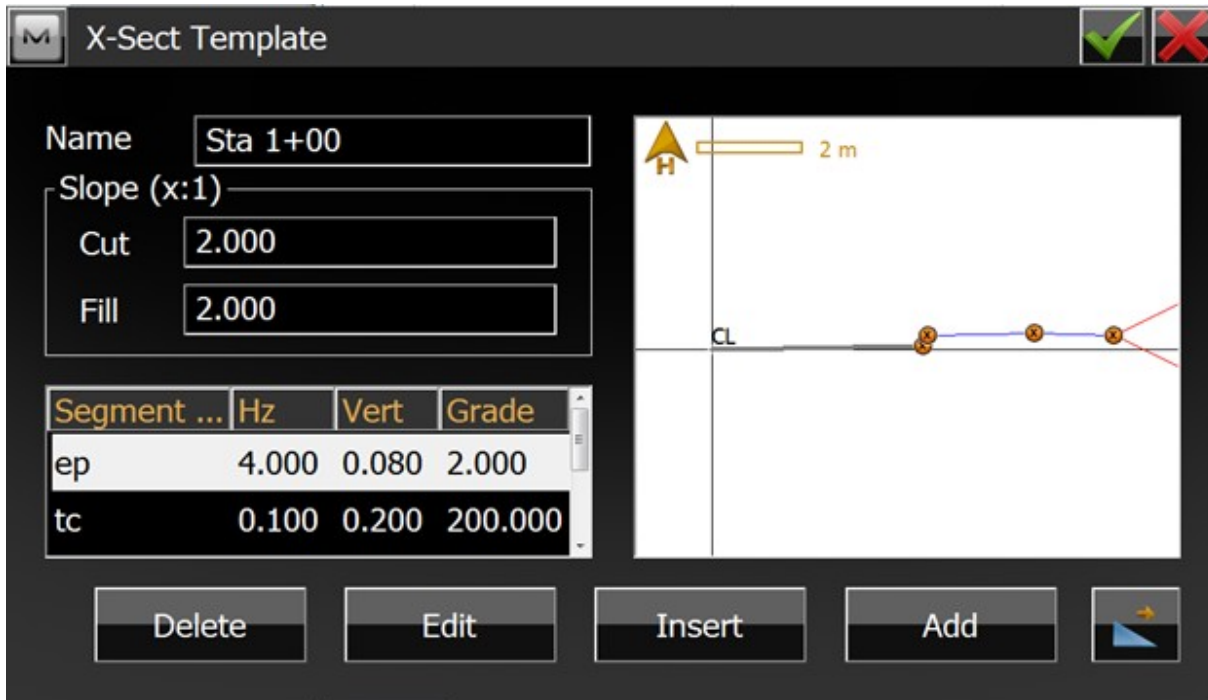 X-Sect Template
Name Sta 1+00
Slope (x:1)
Cut 2.000
Fill 2.000
Segment ... Hz Vert Grade
ep 4.000 0.080 2.000
tc 0.100 0.200 200.000
H 2 m
CL
Delete Edit Insert Add